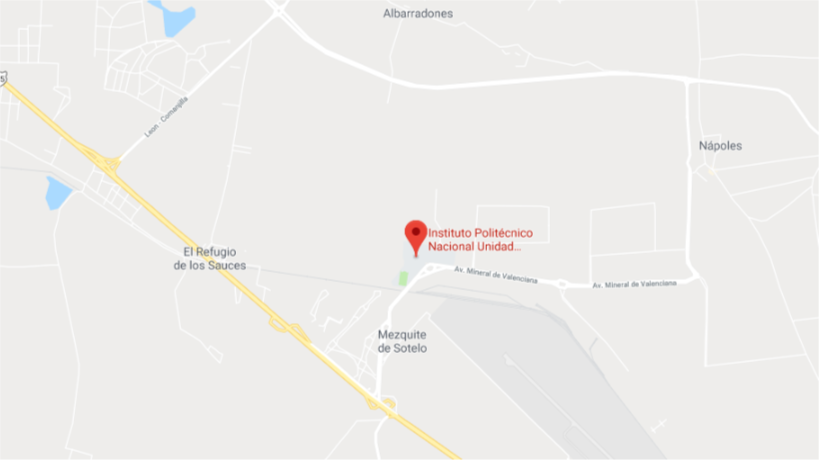 Albarradones
5
León - Comanjilla
Nápoles
Instituto Politécnico
Nacional Unidad...
El Refugio
de los Sauces
Av. Mineral de Valenciana
Av. Mineral de Valenciana
Mezquite
de Sotelo